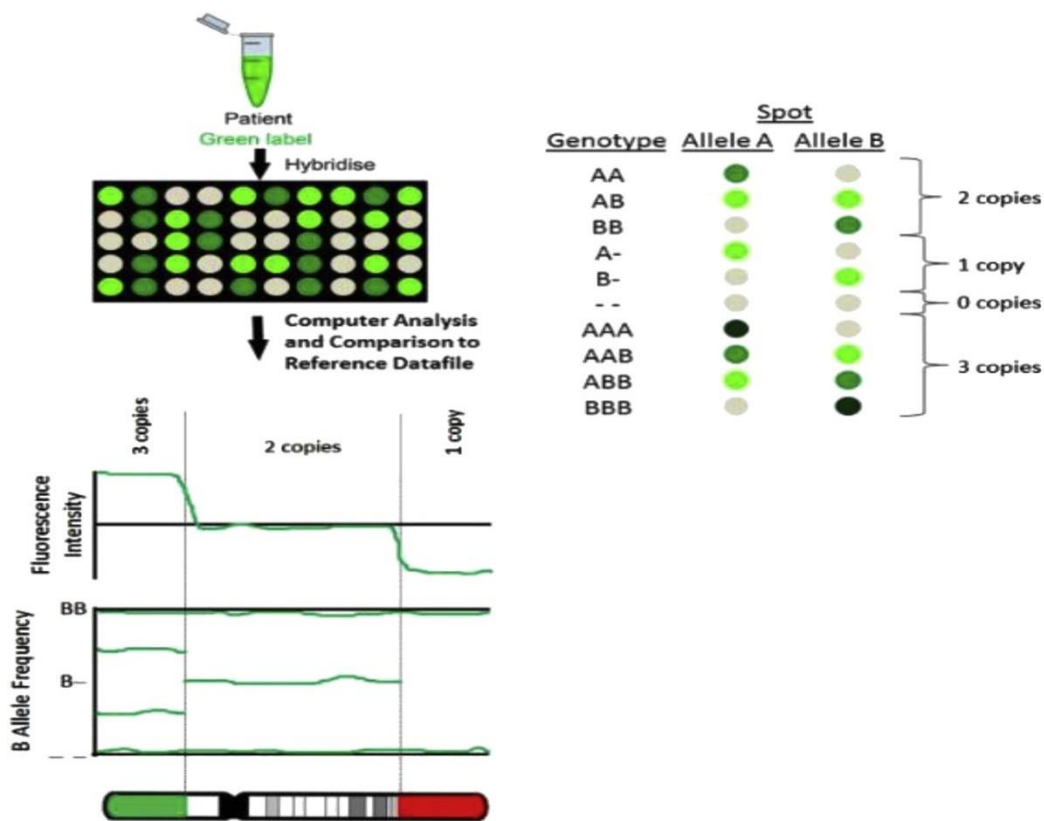 Patient
Green label
Hybridise
Computer Analysis
and Comparison to
Reference Datafile
3 copies
2 copies
1 copy
Fluorescence
Intensity
B Allele Frequency
BB
B–
– –
Spot
Genotype Allele A Allele B
AA
AB
BB
2 copies
A-
B-
1 copy
- -
0 copies
AAA
AAB
ABB
BBB
3 copies